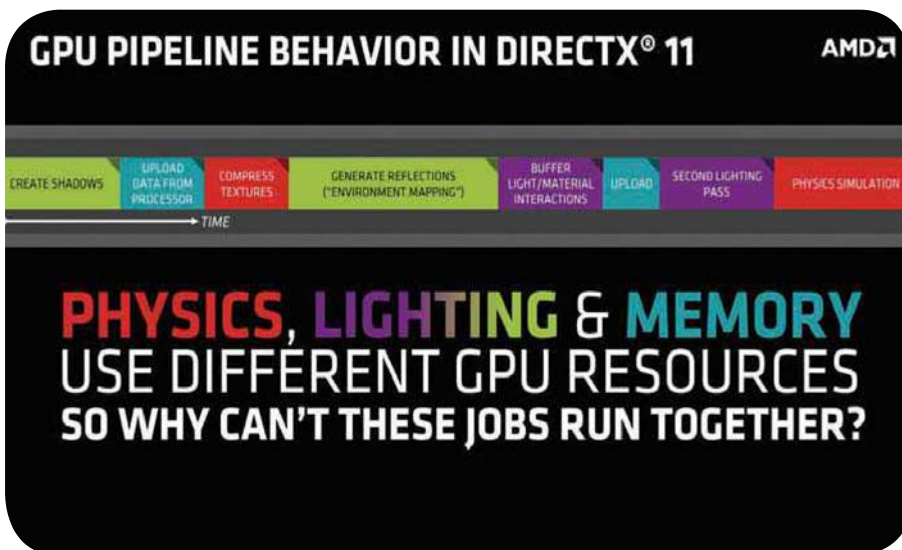 GPU PIPELINE BEHAVIOR IN DIRECTX® 11
AMD
CREATE SHADOWS
UPLOAD
DATA FROM
PROCESSOR
COMPRESS
TEXTURES
GENERATE REFLECTIONS
("ENVIRONMENT MAPPING")
BUFFER
LIGHT/MATERIAL
INTERACTIONS
UPLOAD
SECOND LIGHTING
PASS
PHYSICS SIMULATION
TIME
PHYSICS, LIGHTING & MEMORY
USE DIFFERENT GPU RESOURCES
SO WHY CAN'T THESE JOBS RUN TOGETHER?